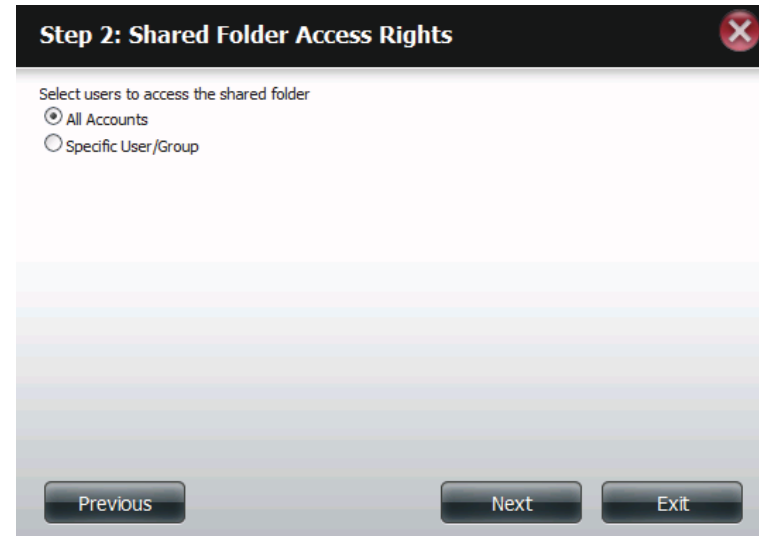 Step 2: Shared Folder Access Rights
Select users to access the shared folder
All Accounts
Specific User/Group
Previous
Next
Exit